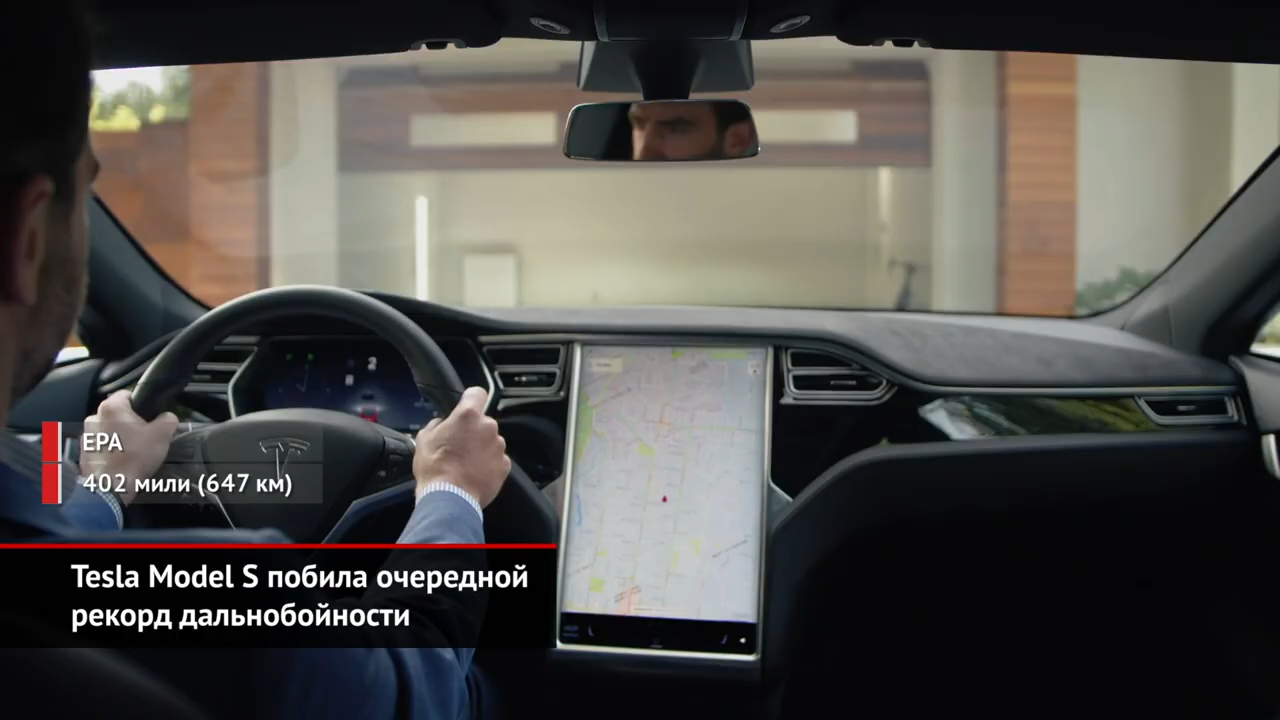 EPA
402 мили (647 км)
Tesla Model S побила очередной
рекорд дальнобойности